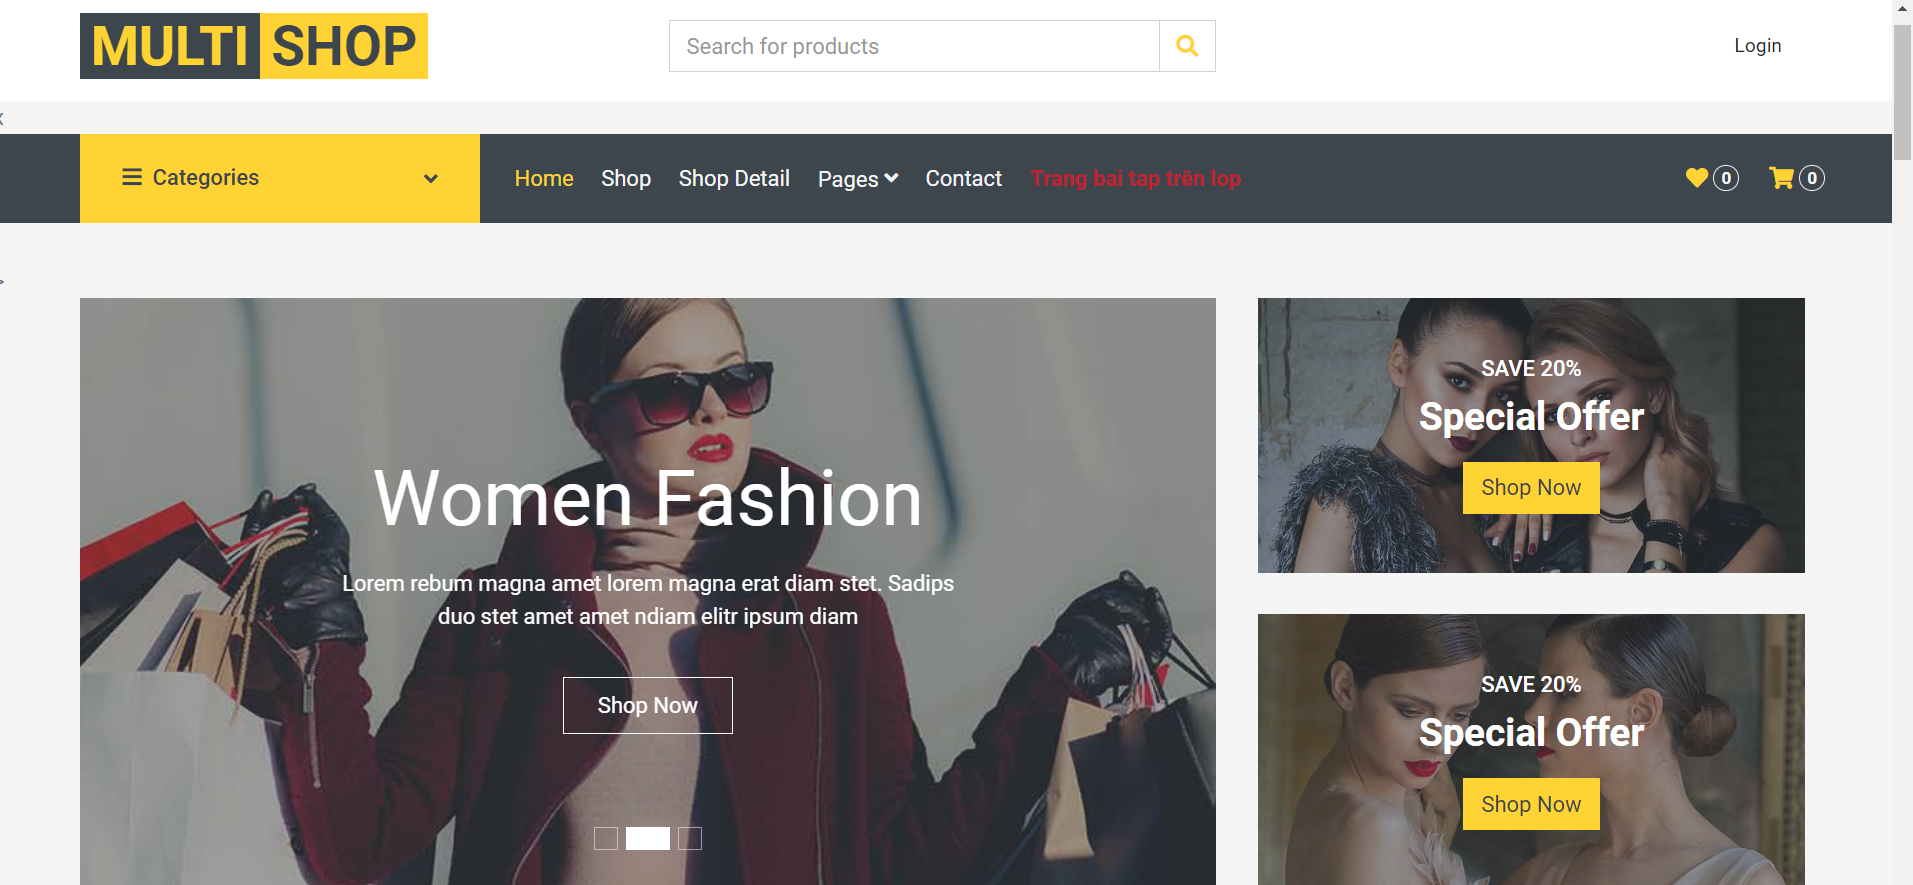 MULTI SHOP
Search for products
Login
x
Categories
Home Shop Shop Detail Pages Contact Trang bai tap trên lop
0 0
>
Women Fashion
Lorem rebum magna amet lorem magna erat diam stet. Sadips
duo stet amet amet ndiam elitr ipsum diam
Shop Now
SAVE 20%
Special Offer
Shop Now
SAVE 20%
Special Offer
Shop Now